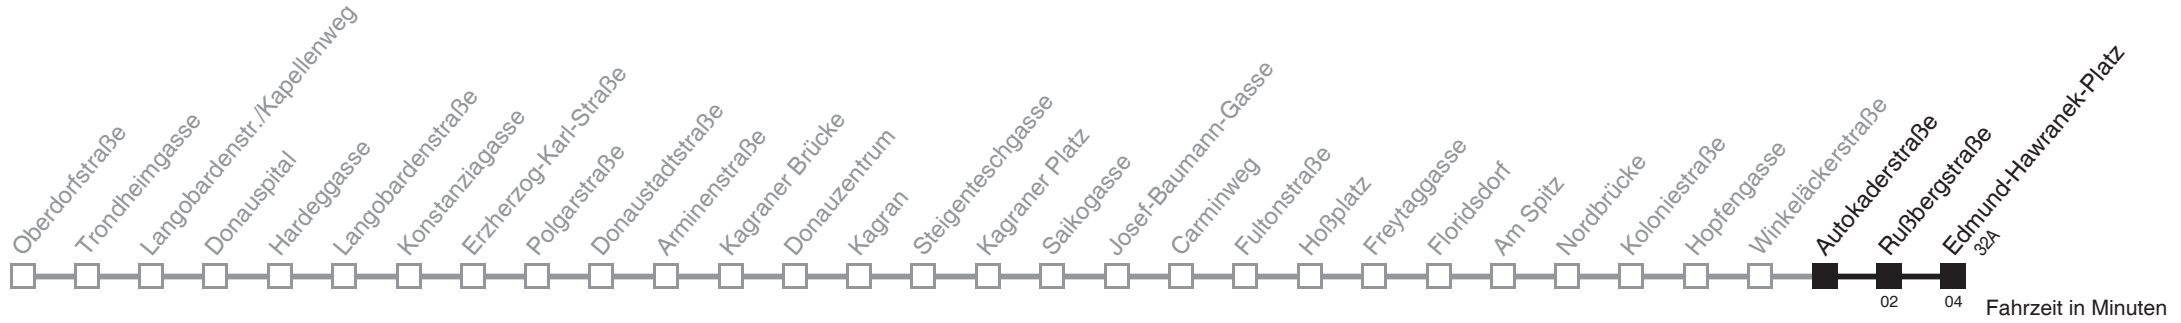 Oberdorfstraße
Trondheimgasse
Langobardenstr./Kapellenweg
Donauspital
Hardeggasse
Langobardenstraße
Konstanziagasse
Erzherzog-Karl-Straße
Polgarstraße
Donaustadtstraße
Arminenstraße
Kagraner Brücke
Donauzentrum
Kagran
Steigenteschgasse
Kagraner Platz
Saikogasse
Josef-Baumann-Gasse
Carminweg
Fultonstraße
Hoßplatz
Freytaggasse
Floridsdorf
Am Spitz
Nordbrücke
Koloniestraße
Hopfengasse
Winkeläckerstraße
Autokaderstraße
Rußbergstraße
Edmund-Hawranek-Platz
32A
02
04
Fahrzeit in Minuten